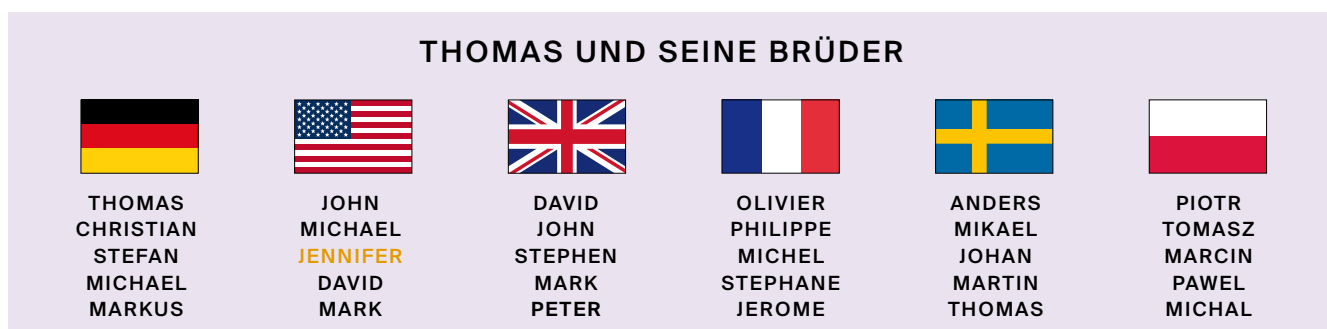 THOMAS UND SEINE BRÜDER
THOMAS
CHRISTIAN
STEFAN
MICHAEL
MARKUS
JOHN
MICHAEL
JENNIFER
DAVID
MARK
DAVID
JOHN
STEPHEN
MARK
PETER
OLIVIER
PHILIPPE
MICHEL
STEPHANE
JEROME
ANDERS
MIKAEL
JOHAN
MARTIN
THOMAS
PIOTR
TOMASZ
MARCIN
PAWEL
MICHAL